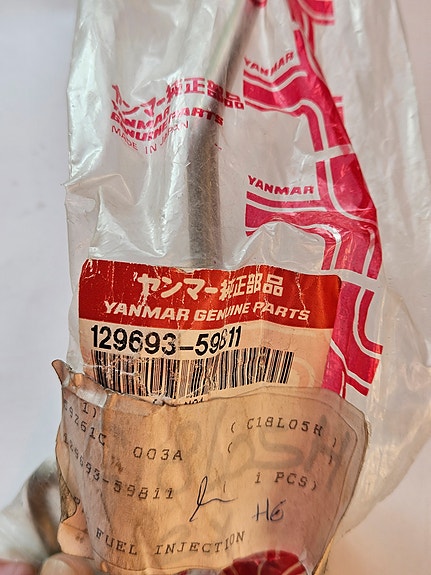 YANMAR
ヤンマー純正部品
YANMAR
GENUINE PARTS
MADE IN JAPAN
YANMAR
ヤンマー純正部品
YANMAR GENUINE PARTS
129693-59811
003A ( C18L05H )
129693-59811 ( 1 PCS)
H6
FUEL INJECTION